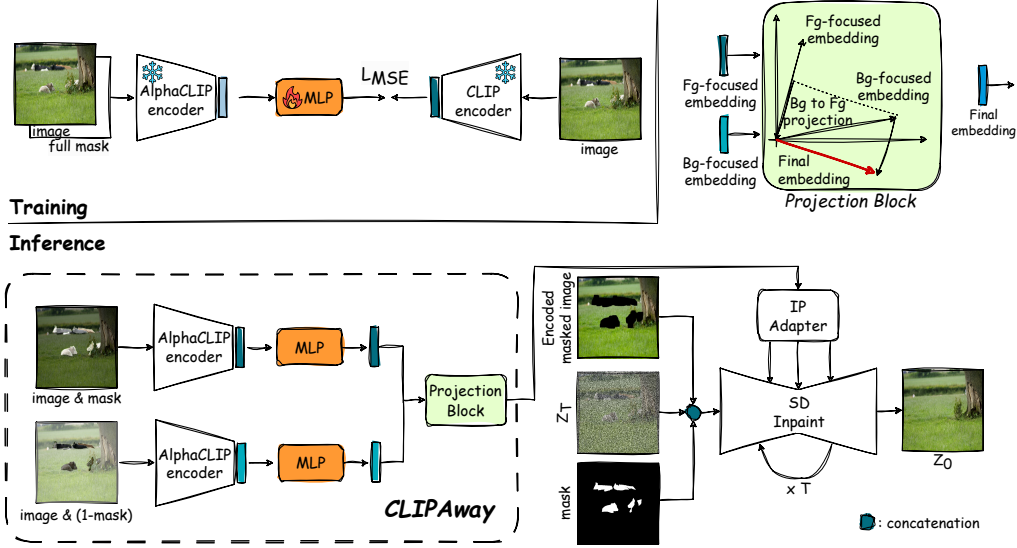 image
full mask
AlphaCLIP
encoder
MLP
LMSE
CLIP
encoder
image
Training
Fg-focused
embedding
Bg-focused
embedding
Fg-focused
embedding
Bg-focused
embedding
Bg to Fg
projection
Final
embedding
Projection Block
Final
embedding
Inference
image & mask
AlphaCLIP
encoder
MLP
image & (1-mask)
AlphaCLIP
encoder
MLP
Projection
Block
CLIPAway
Encoded
masked image
ZT
mask
IP
Adapter
SD
Inpaint
x T
Z0
: concatenation